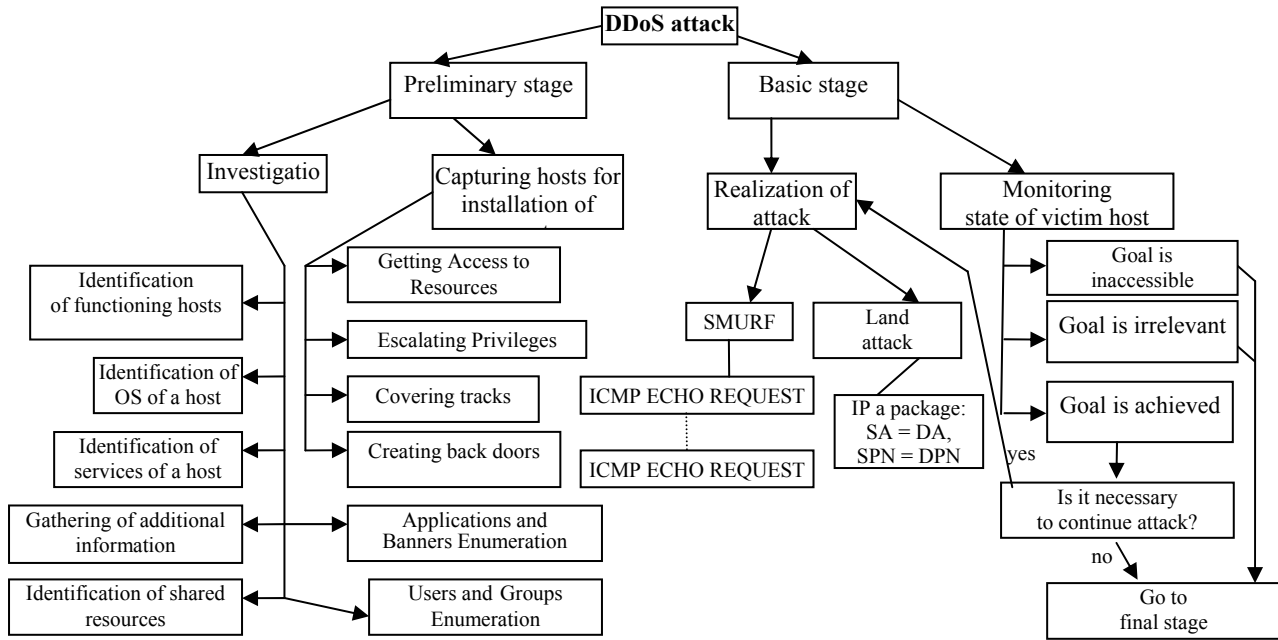 DDoS attack
Preliminary stage
Basic stage
Investigatio
Capturing hosts for
installation of
Realization of
attack
Monitoring
state of victim host
Identification
of functioning hosts
Identification of
OS of a host
Identification of
services of a host
Gathering of additional
information
Identification of shared
resources
Getting Access to
Resources
Escalating Privileges
Covering tracks
Creating back doors
Applications and
Banners Enumeration
Users and Groups
Enumeration
SMURF
ICMP ECHO REQUEST
ICMP ECHO REQUEST
Land
attack
IP a package:
SA = DA,
SPN = DPN
Goal is
inaccessible
Goal is irrelevant
Goal is achieved
yes
Is it necessary
to continue attack?
no
Go to
final stage